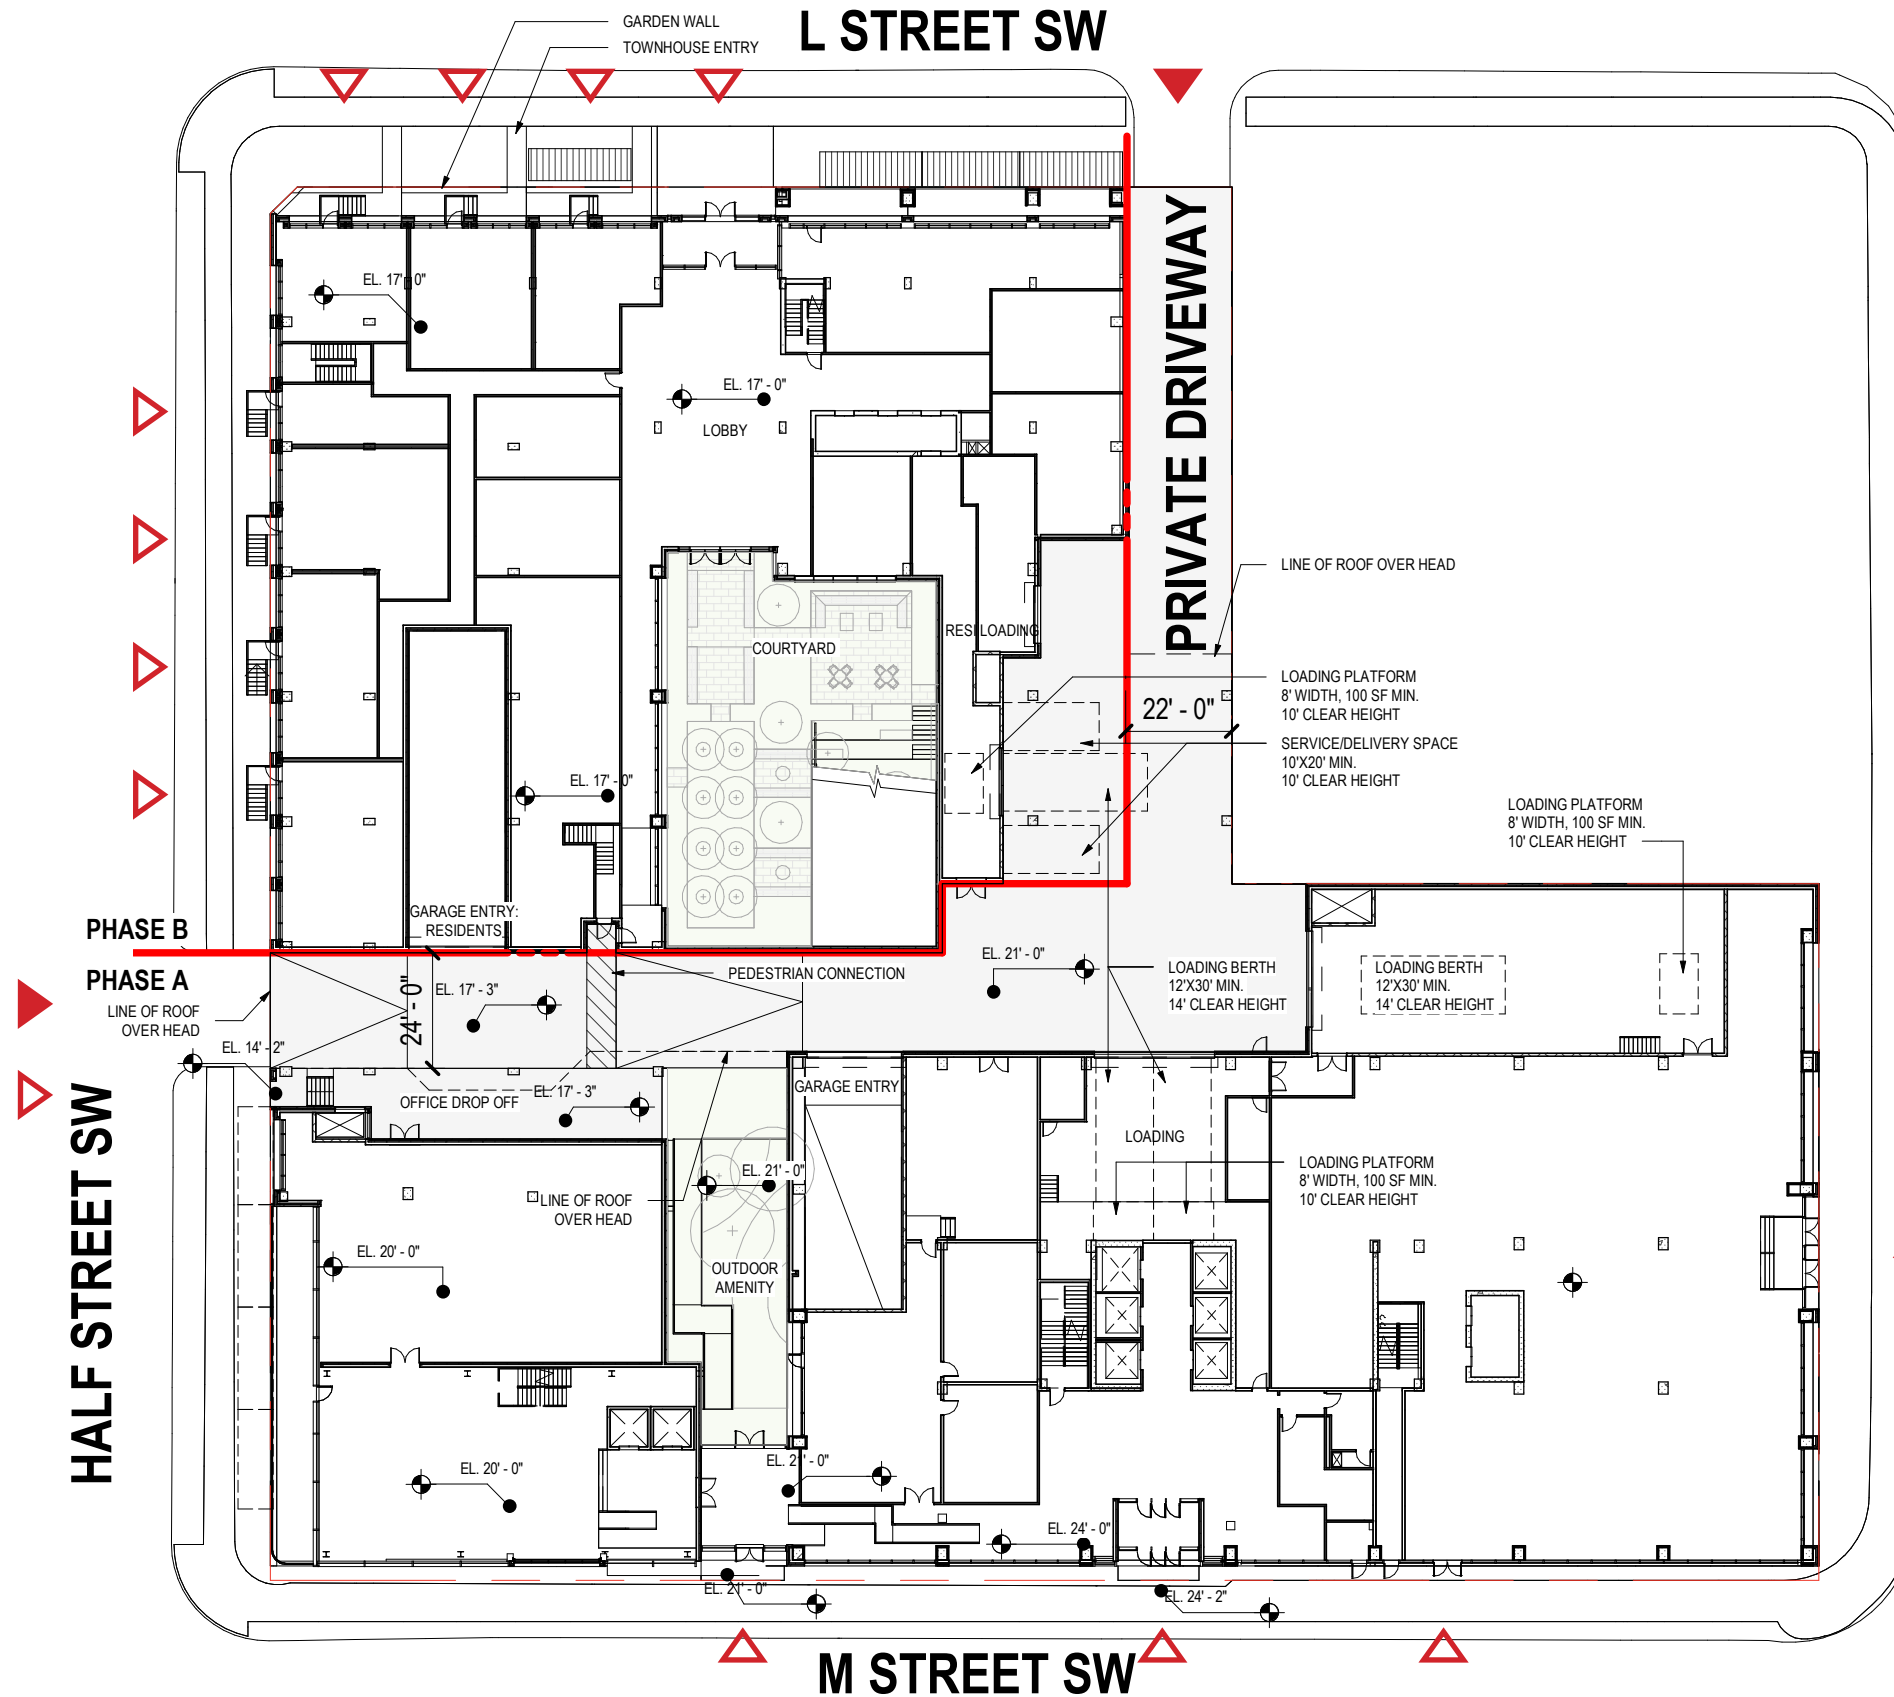 GARDEN WALL
TOWNHOUSE ENTRY
L STREET SW
PRIVATE DRIVEWAY
EL. 17' - 0"
EL. 17' - 0"
LOBBY
LINE OF ROOF OVER HEAD
RESI LOADING
COURTYARD
LOADING PLATFORM
8' WIDTH, 100 SF MIN.
10' CLEAR HEIGHT
22' - 0"
SERVICE/DELIVERY SPACE
10'X20' MIN.
10' CLEAR HEIGHT
EL. 17' - 0"
LOADING PLATFORM
8' WIDTH, 100 SF MIN.
10' CLEAR HEIGHT
GARAGE ENTRY:
RESIDENTS
PHASE B
PHASE A
PEDESTRIAN CONNECTION
EL. 21' - 0"
LOADING BERTH
12'X30' MIN.
14' CLEAR HEIGHT
LOADING BERTH
12'X30' MIN.
14' CLEAR HEIGHT
LINE OF ROOF
OVER HEAD
EL. 17' - 3"
24' - 0"
EL. 14' - 2"
HALF STREET SW
OFFICE DROP OFF
EL. 17' - 3"
GARAGE ENTRY
LOADING
LOADING PLATFORM
8' WIDTH, 100 SF MIN.
10' CLEAR HEIGHT
EL. 21' - 0"
LINE OF ROOF
OVER HEAD
EL. 20' - 0"
OUTDOOR
AMENITY
EL. 20' - 0"
EL. 21' - 0"
EL. 24' - 0"
EL. 21' - 0"
EL. 24' - 2"
M STREET SW